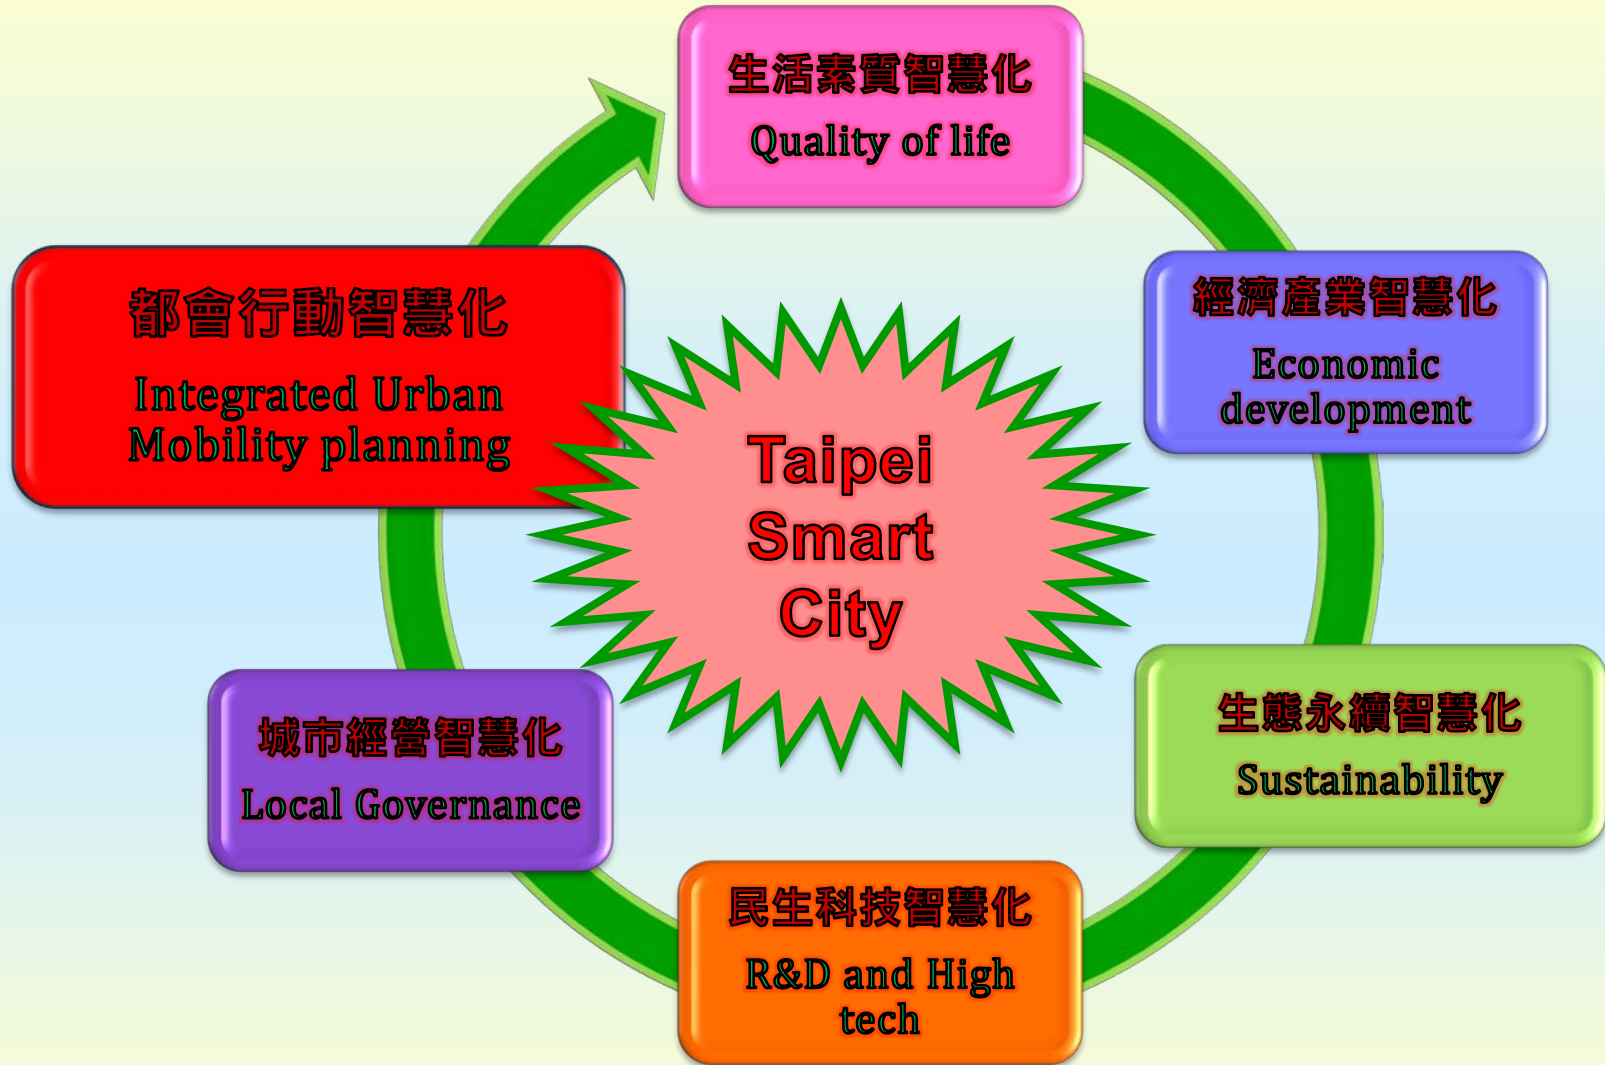 生活素質智慧化
Quality of life
經濟產業智慧化
Economic
development
生態永續智慧化
Sustainability
民生科技智慧化
R&D and High
tech
城市經營智慧化
Local Governance
都會行動智慧化
Integrated Urban
Mobility planning
Taipei
Smart
City